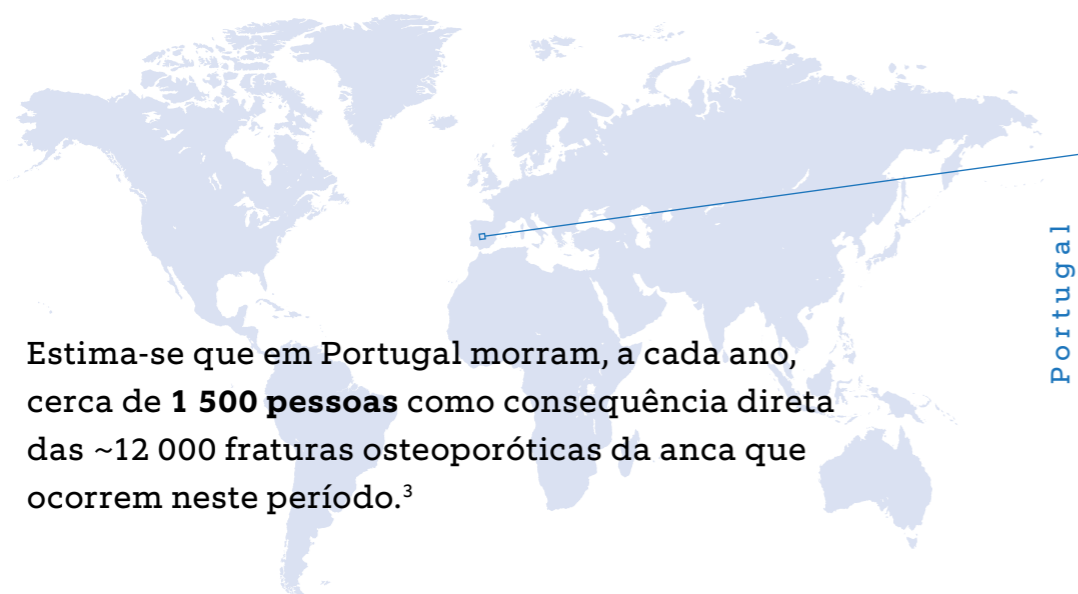 Portugal
Estima-se que em Portugal morram, a cada ano,
cerca de 1 500 pessoas como consequência direta
das ~12 000 fraturas osteoporóticas da anca que
ocorrem neste período.³